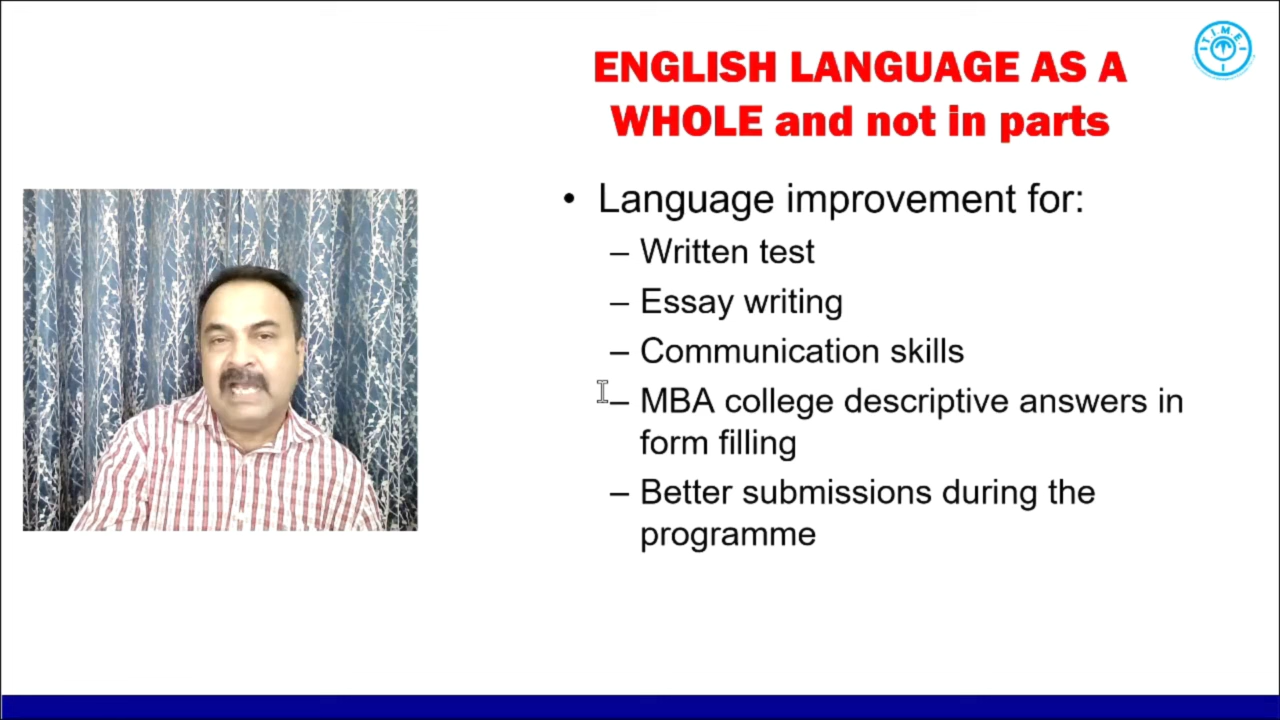 ENGLISH LANGUAGE AS A
WHOLE and not in parts
T.I.M.E.
• Language improvement for:
– Written test
– Essay writing
– Communication skills
– MBA college descriptive answers in
form filling
– Better submissions during the
programme